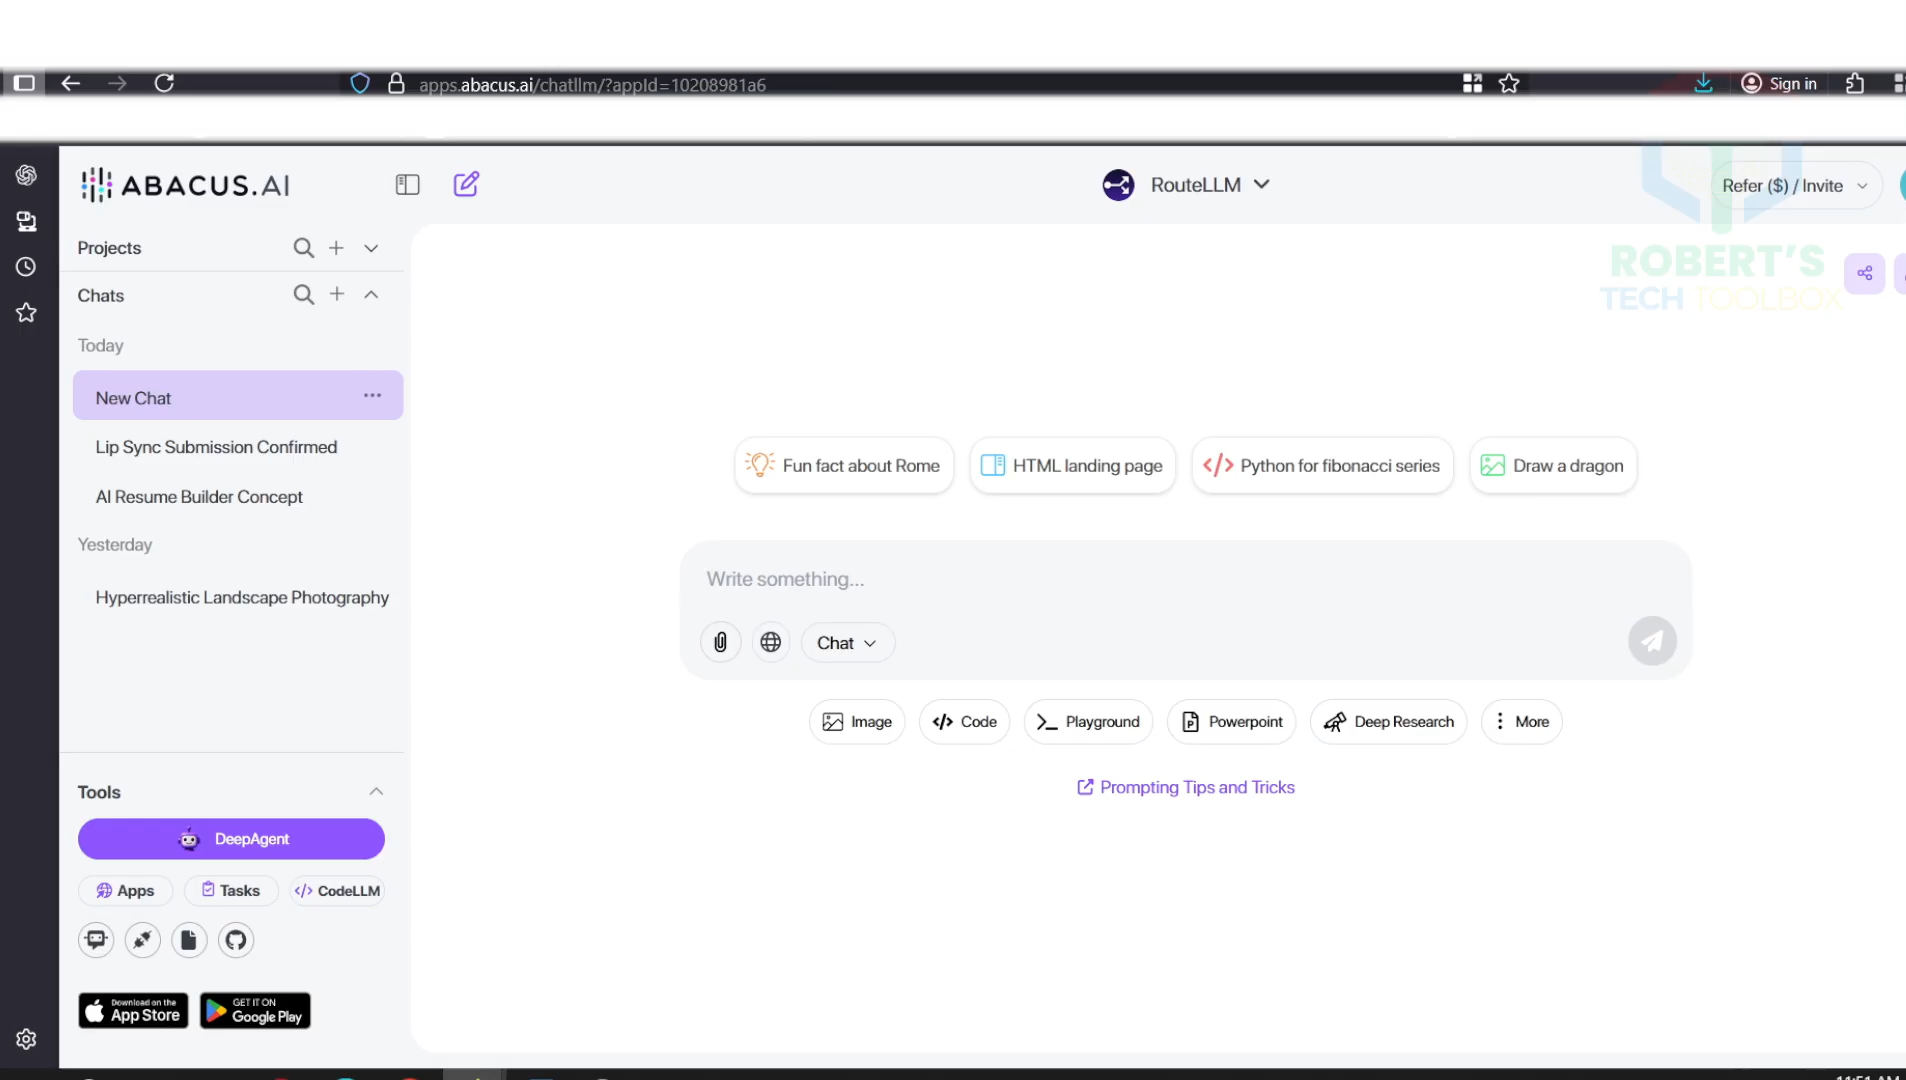 apps.abacus.ai/chatllm/?appId=10208981a6
Sign in
ABACUS.AI
RouteLLM
Refer ($) / Invite
ROBERT'S
TECH TOOLBOX
Projects
Chats
Today
New Chat
Lip Sync Submission Confirmed
AI Resume Builder Concept
Yesterday
Hyperrealistic Landscape Photography
Fun fact about Rome
HTML landing page
Python for fibonacci series
Draw a dragon
Write something...
Chat
Image
Code
Playground
Powerpoint
Deep Research
More
Prompting Tips and Tricks
Tools
DeepAgent
Apps
Tasks
CodeLLM
Download on the
App Store
GET IT ON
Google Play